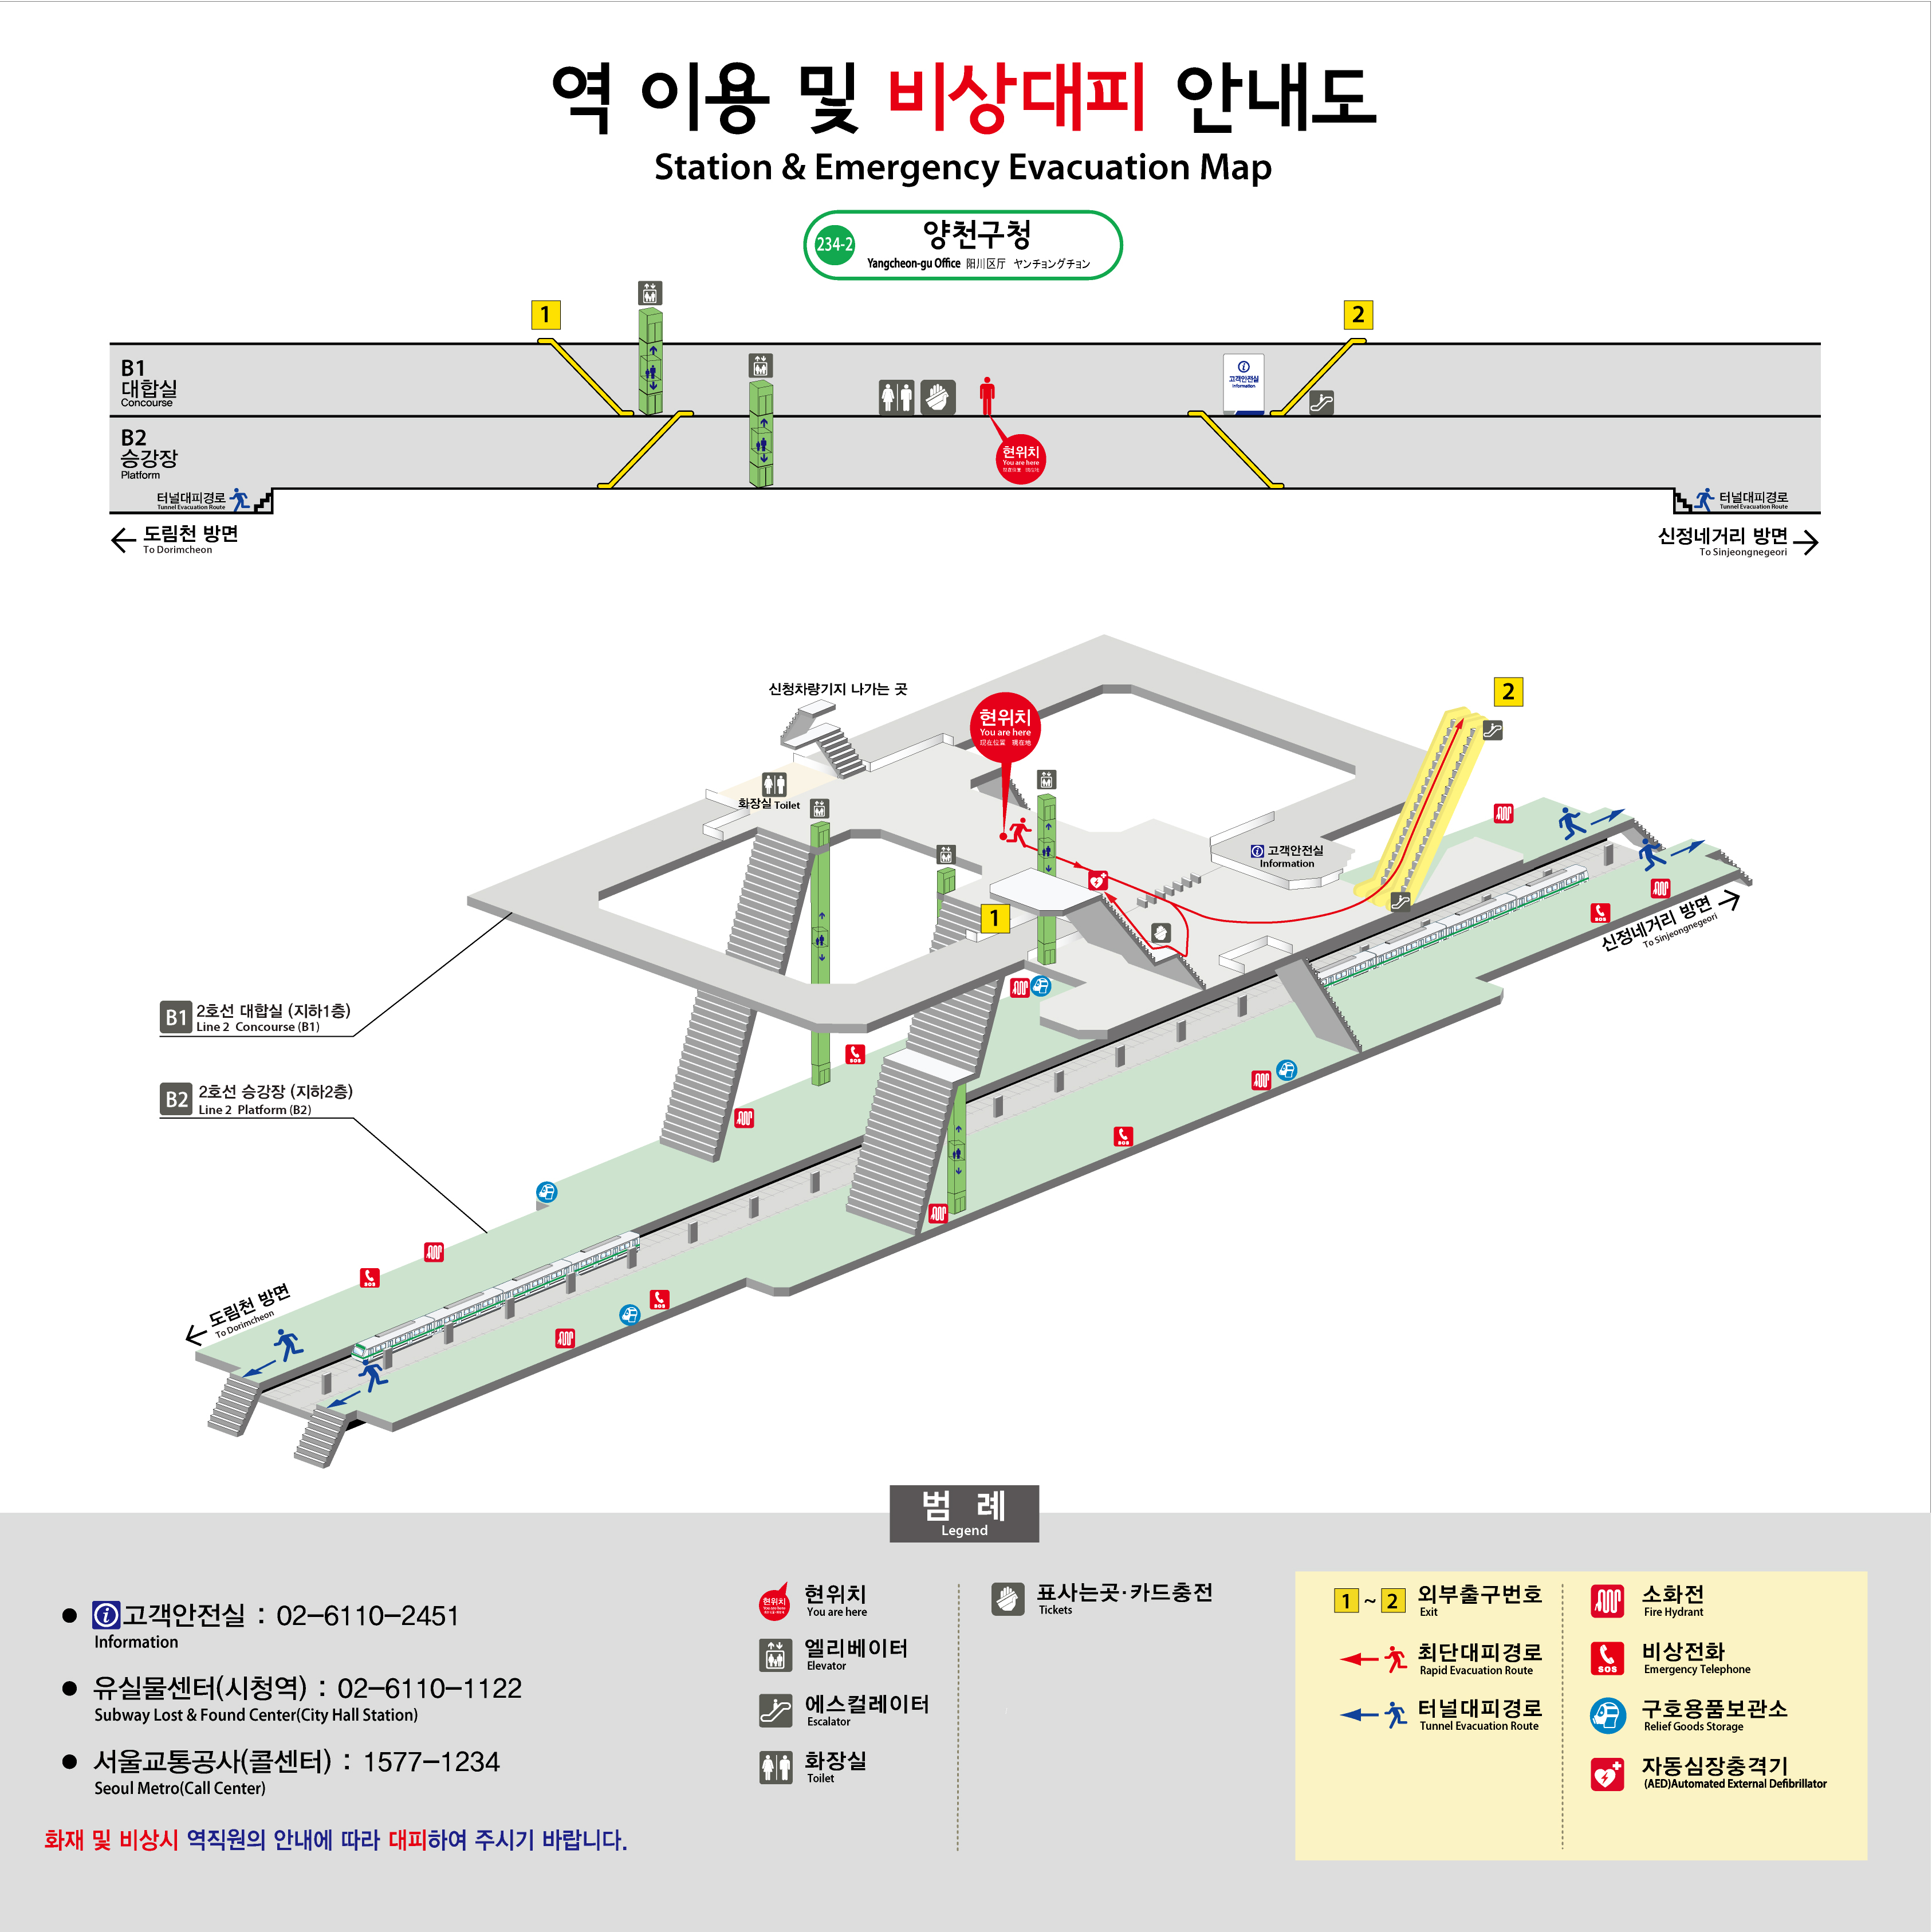 역 이용 및 비상대피 안내도
Station & Emergency Evacuation Map
234-2
양천구청
Yangcheon-gu Office 阳川区厅 ヤンチョングチョン
1
2
B1
대합실
Concourse
고객안전실
Information
B2
승강장
Platform
현위치
You are here
터널대피경로
Tunnel Evacuation Route
터널대피경로
Tunnel Evacuation Route
도림천 방면
To Dorimcheon
신정네거리 방면
To Sinjeongnegeori
신청차량기지 나가는 곳
현위치
You are here
现在位置 現在地
2
화장실 Toilet
고객안전실
Information
1
신정네거리 방면
To Sinjeongnegeori
B1
2호선 대합실 (지하1층)
Line 2 Concourse (B1)
B2
2호선 승강장 (지하2층)
Line 2 Platform (B2)
SOS
SOS
SOS
SOS
SOS
도림천 방면
To Dorimcheon
범 례
Legend
고객안전실 : 02-6110-2451
Information
유실물센터(시청역) : 02-6110-1122
Subway Lost & Found Center(City Hall Station)
서울교통공사(콜센터) : 1577-1234
Seoul Metro(Call Center)
화재 및 비상시 역직원의 안내에 따라 대피하여 주시기 바랍니다.
현위치
현위치
You are here
엘리베이터
Elevator
에스컬레이터
Escalator
화장실
Toilet
표사는곳·카드충전
Tickets
1 ~ 2 외부출구번호
Exit
최단대피경로
Rapid Evacuation Route
터널대피경로
Tunnel Evacuation Route
소화전
Fire Hydrant
SOS
비상전화
Emergency Telephone
구호용품보관소
Relief Goods Storage
자동심장충격기
(AED)Automated External Defibrillator